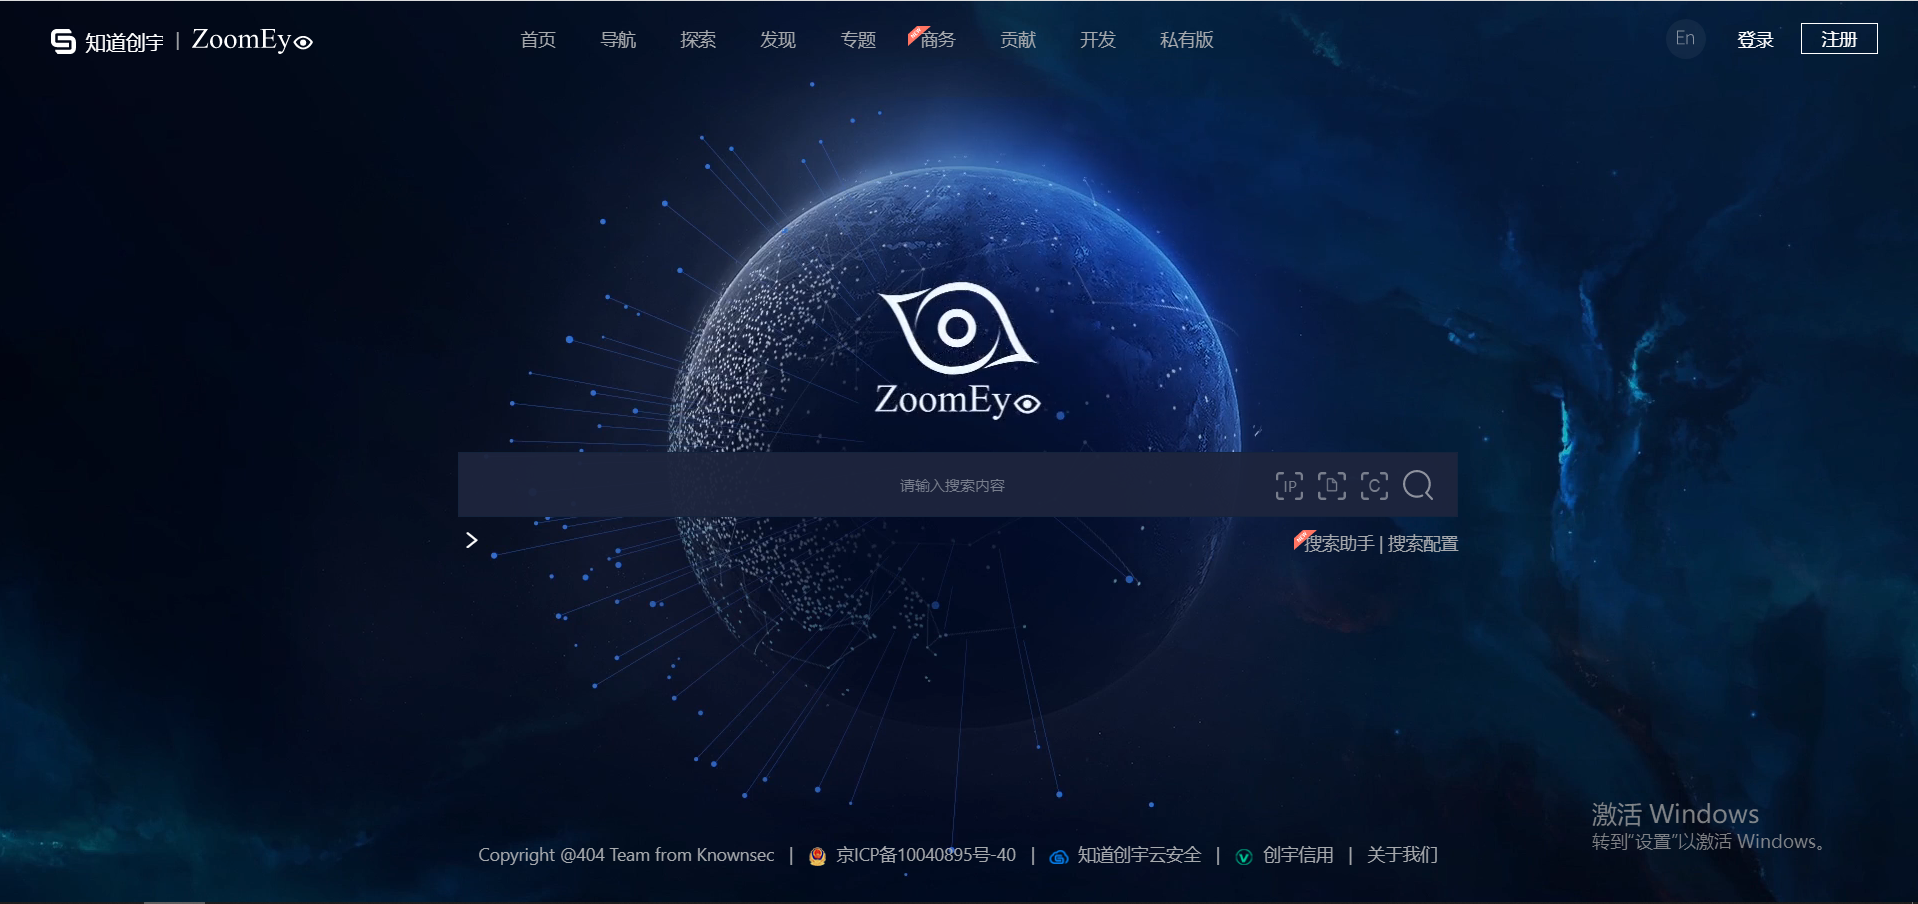 知道创宇 | ZoomEye
首页 导航 探索 发现 专题 NEW 商务 贡献 开发 私有版
En 登录 注册
ZoomEye
请输入搜索内容 IP C
NEW 搜索助手 | 搜索配置
激活 Windows
转到“设置”以激活 Windows。
Copyright @404 Team from Knownsec | 京ICP备10040895号-40 | 知道创宇云安全 | 创宇信用 | 关于我们